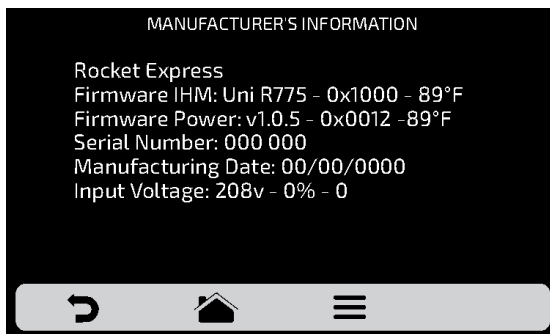 MANUFACTURER'S INFORMATION
Rocket Express
Firmware IHM: Uni R775 - 0x1000 - 89°F
Firmware Power: v1.0.5 - 0x0012 -89°F
Serial Number: 000 000
Manufacturing Date: 00/00/0000
Input Voltage: 208v - 0% - 0